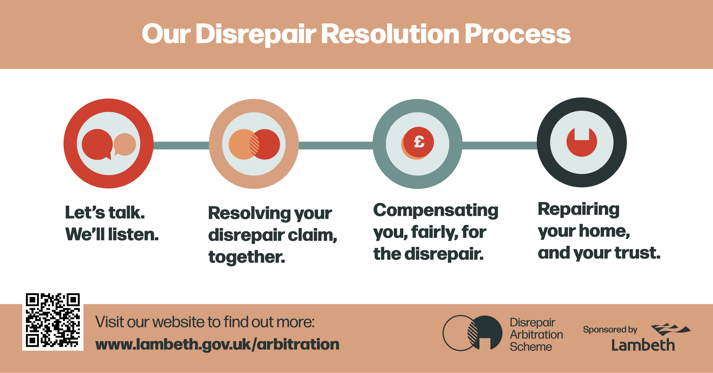 Our Disrepair Resolution Process
£
Let's talk.
We'll listen.
Resolving your
disrepair claim,
together.
Compensating
you, fairly, for
the disrepair.
Repairing
your home,
and your trust.
Visit our website to find out more:
www.lambeth.gov.uk/arbitration
Disrepair
Arbitration
Scheme
Sponsored by
Lambeth